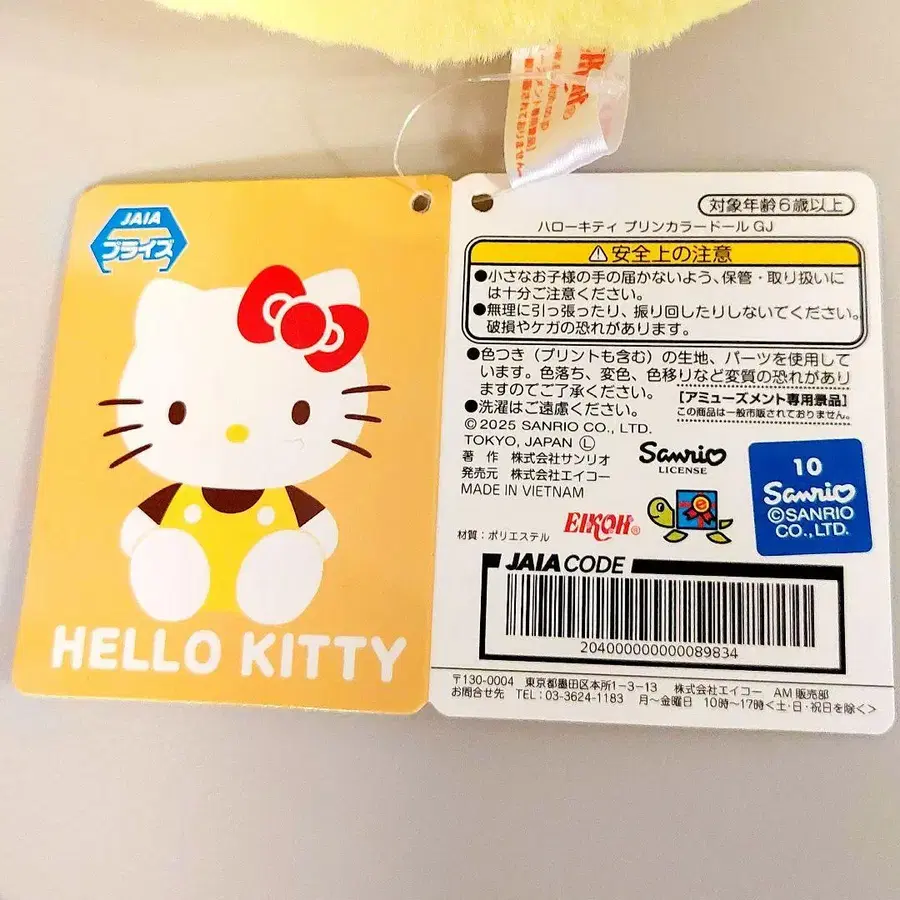 JAIA
プライズ
HELLO KITTY
対象年齢6歳以上
ハローキティ プリンカラードール GJ
⚠安全上の注意
●小さなお子様の手の届かないよう、保管・取り扱いに
は十分ご注意ください。
●無理に引っ張ったり、振り回したりしないでください。
破損やケガの恐れがあります。
●色つき（プリントも含む）の生地、パーツを使用して
います。色落ち、変色、色移りなど変質の恐れがあり
ますのでご了承ください。
●洗濯はご遠慮ください。
[アミューズメント専用景品]
この商品は一般市販されておりません。
©2025 SANRIO CO., LTD.
TOKYO, JAPAN Ⓛ
著 作 株式会社サンリオ
発売元 株式会社エイコー
MADE IN VIETNAM
Sanrio
LICENSE
10
Sanrio
©SANRIO
CO.,LTD.
材質：ポリエステル
EIKOH®
JAIA CODE
204000000000089834
〒130-0004 東京都墨田区本所1-3-13 株式会社エイコー AM販売部
お問合せ先 TEL：03-3624-1183 月～金曜日 10時～17時<土・日・祝日を除く>